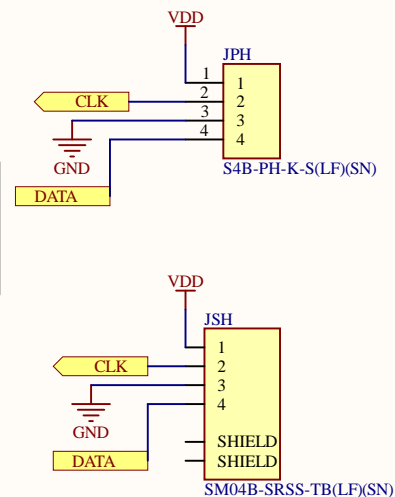 VDD
JPH
1 1
CLK 2 2
3 3
4 4
GND
S4B-PH-K-S(LF)(SN)
DATA
VDD
JSH
1
CLK 2
3
4
GND
SHIELD
DATA SHIELD
SM04B-SRSS-TB(LF)(SN)